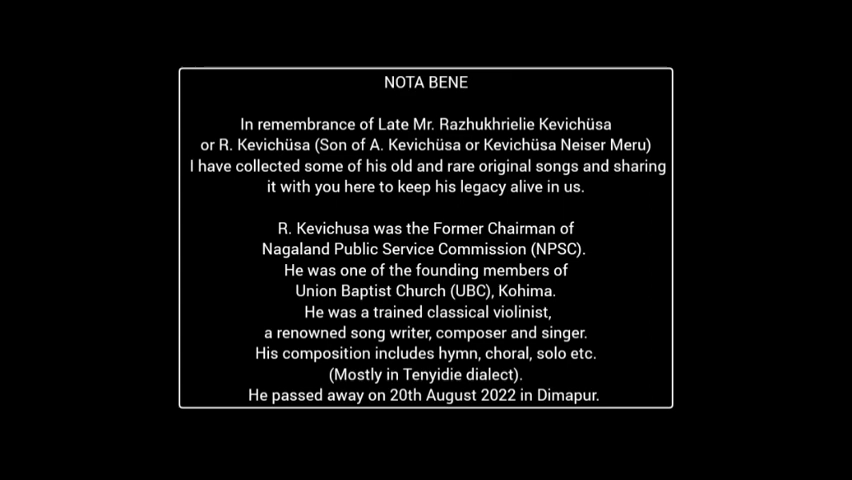 NOTA BENE
In remembrance of Late Mr. Razhukhrielie Kevichüsa
or R. Kevichüsa (Son of A. Kevichüsa or Kevichüsa Neiser Meru)
I have collected some of his old and rare original songs and sharing
it with you here to keep his legacy alive in us.
R. Kevichusa was the Former Chairman of
Nagaland Public Service Commission (NPSC).
He was one of the founding members of
Union Baptist Church (UBC), Kohima.
He was a trained classical violinist,
a renowned song writer, composer and singer.
His composition includes hymn, choral, solo etc.
(Mostly in Tenyidie dialect).
He passed away on 20th August 2022 in Dimapur.